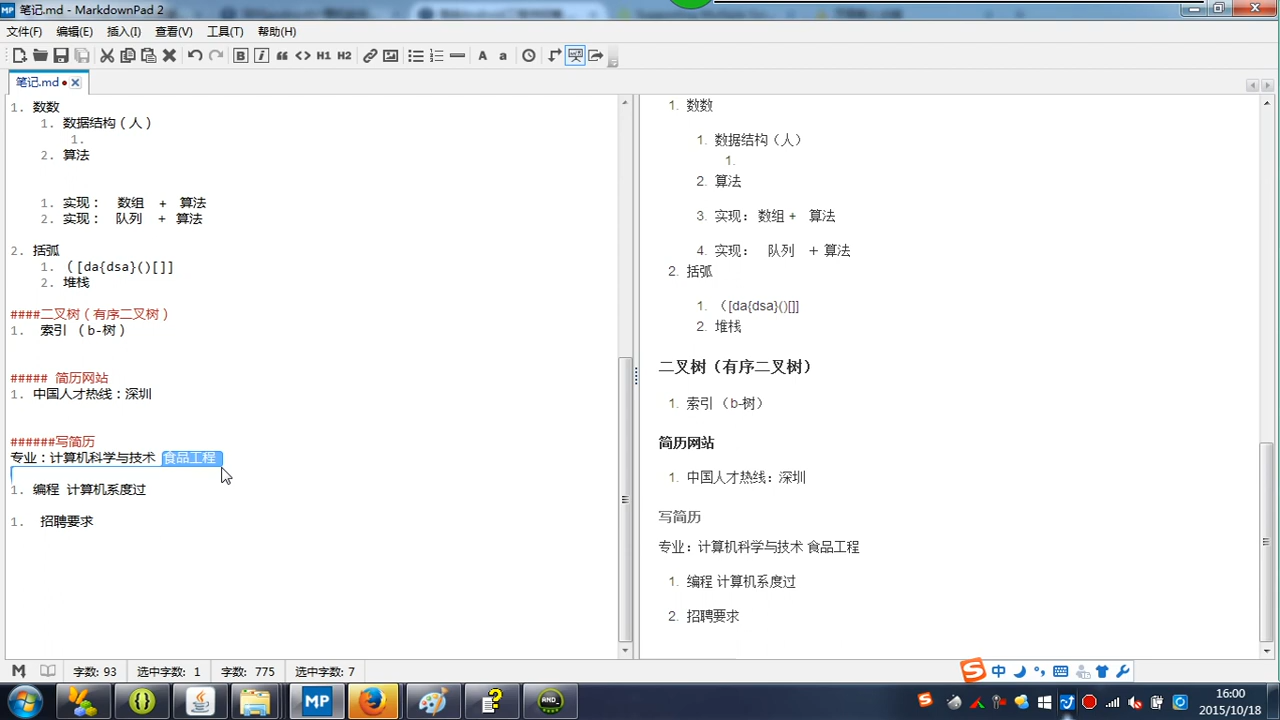 笔记.md - MarkdownPad 2
文件(F) 编辑(E) 插入(I) 查看(V) 工具(T) 帮助(H)
B i “ <> H1 H2 A a
笔记.md
1. 数数
1. 数据结构（人）
1.
2. 算法
1. 实现： 数组 + 算法
2. 实现： 队列 + 算法
2. 括弧
1. （[da{dsa}()[]]
2. 堆栈
####二叉树（有序二叉树）
1. 索引 （b-树）
##### 简历网站
1. 中国人才热线：深圳
######写简历
专业：计算机科学与技术 食品工程
1. 编程 计算机系度过
1. 招聘要求
1. 数数
1. 数据结构（人）
1.
2. 算法
3. 实现：数组 + 算法
4. 实现： 队列 + 算法
2. 括弧
1. （[da{dsa}()[]]
2. 堆栈
二叉树（有序二叉树）
1. 索引 （b-树）
简历网站
1. 中国人才热线：深圳
写简历
专业：计算机科学与技术 食品工程
1. 编程 计算机系度过
2. 招聘要求
字数: 93 选中字数: 1 字数: 775 选中字数: 7
中
MP
AND_
16:00
2015/10/18